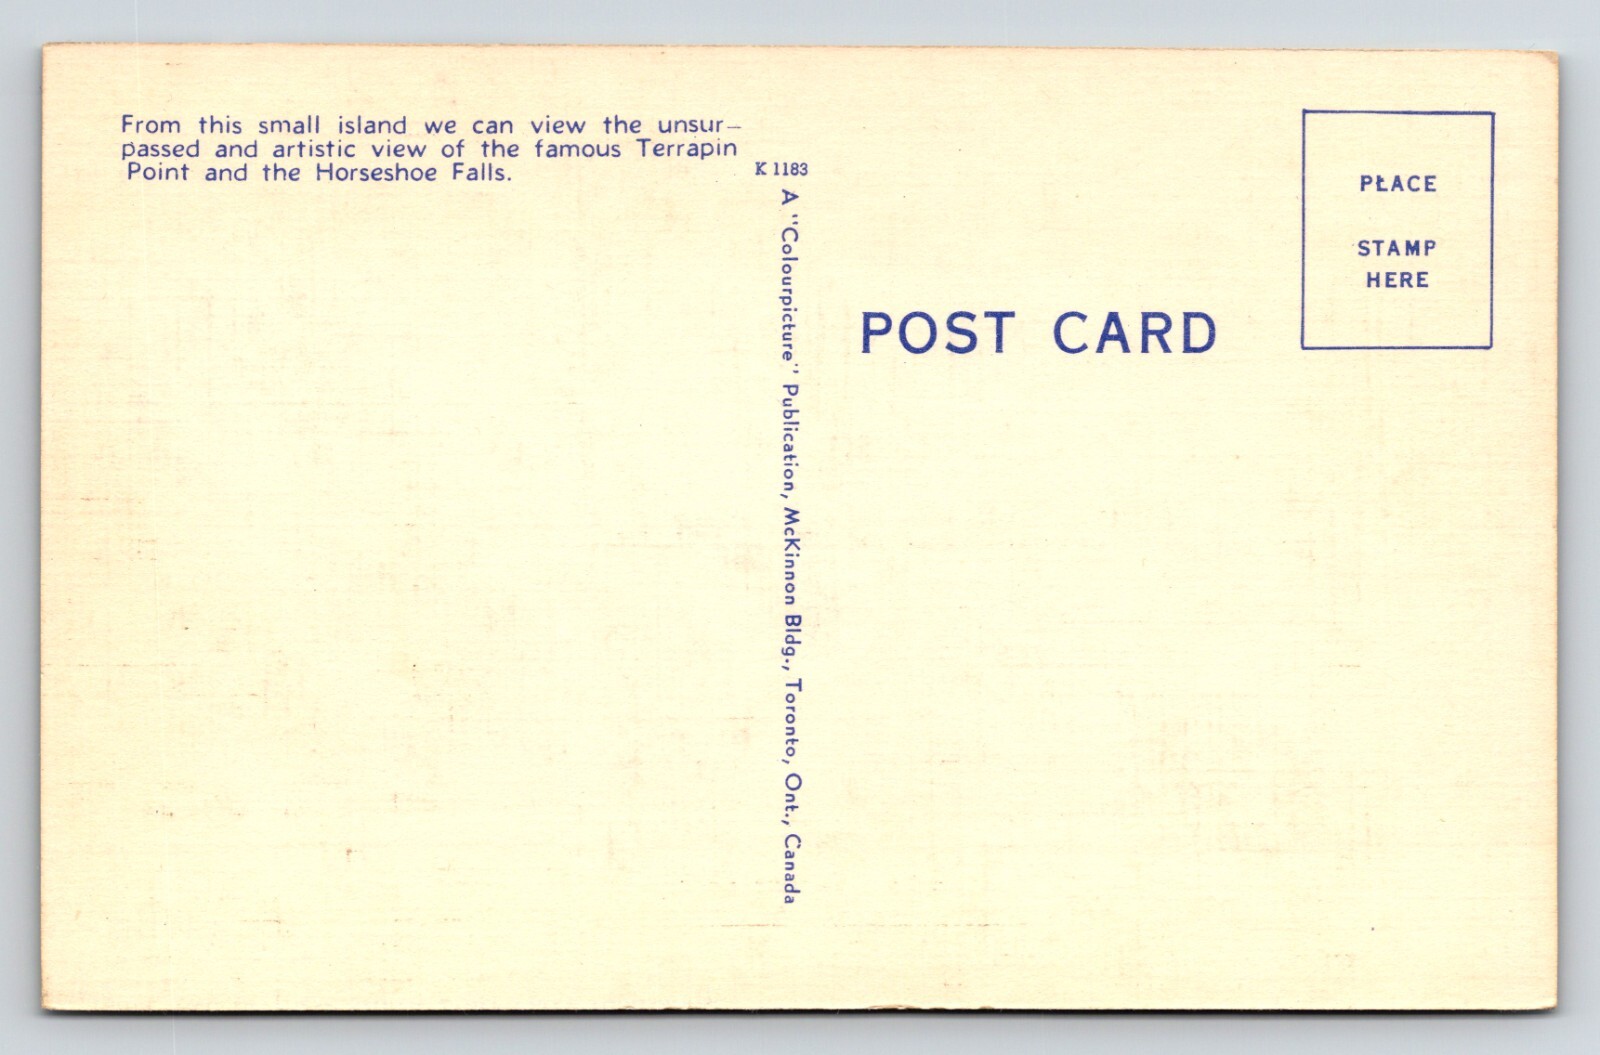 From this small island we can view the unsur-
passed and artistic view of the famous Terrapin
Point and the Horseshoe Falls.
K 1183
A "Colourpicture" Publication, McKinnon Bldg., Toronto, Ont., Canada
POST CARD
PLACE
STAMP
HERE